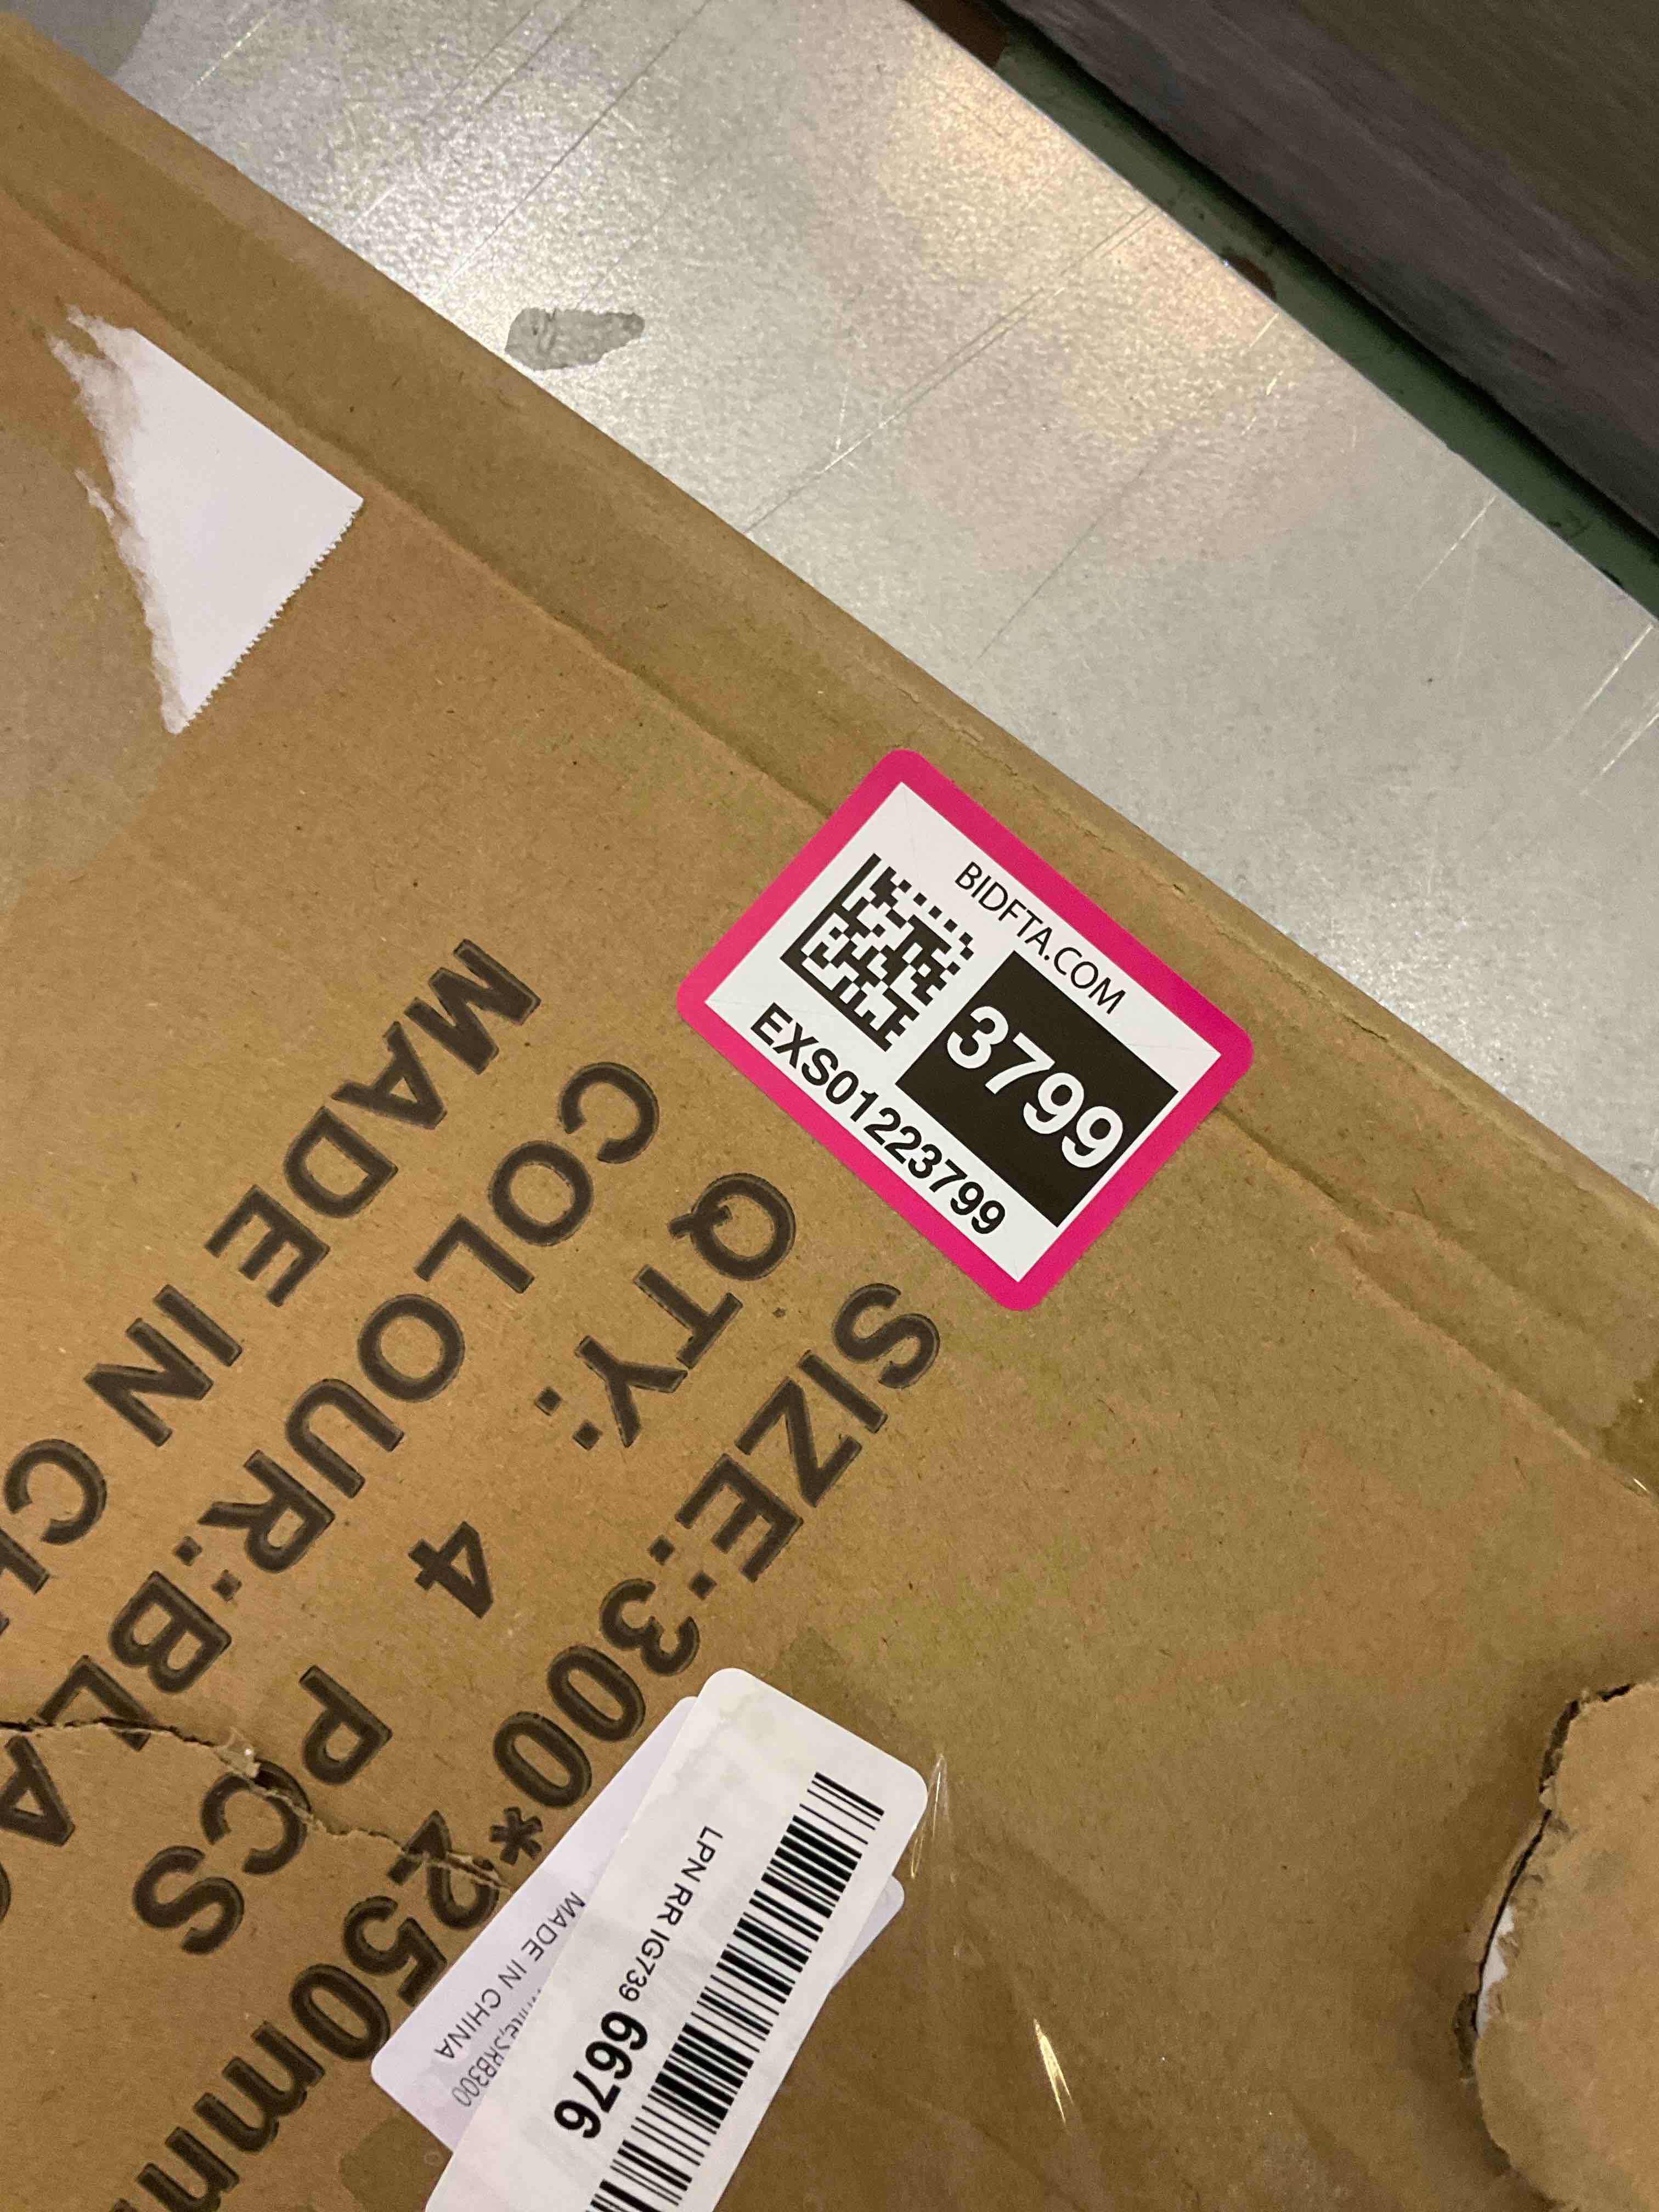 BIDFTA.COM
3799
EXS01223799
SIZE:300*250mm
QTY: 4 PCS
COLOUR:BLA
MADE IN C
LPN RR IG739 6676
SRB300
MADE IN CHINA